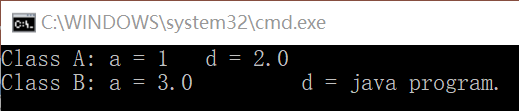 C:\WINDOWS\system32\cmd.exe
Class A: a = 1   d = 2.0
Class B: a = 3.0        d = java program.